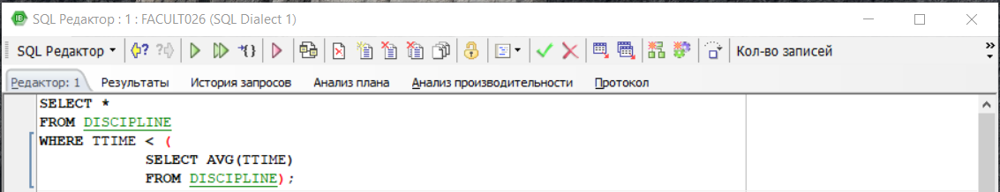 SQL Редактор : 1 : FACULT026 (SQL Dialect 1)
SQL Редактор Кол-во записей
Редактор: 1 Результаты История запросов Анализ плана Анализ производительности Протокол
SELECT *
FROM DISCIPLINE
WHERE TTIME < (
SELECT AVG(TTIME)
FROM DISCIPLINE);